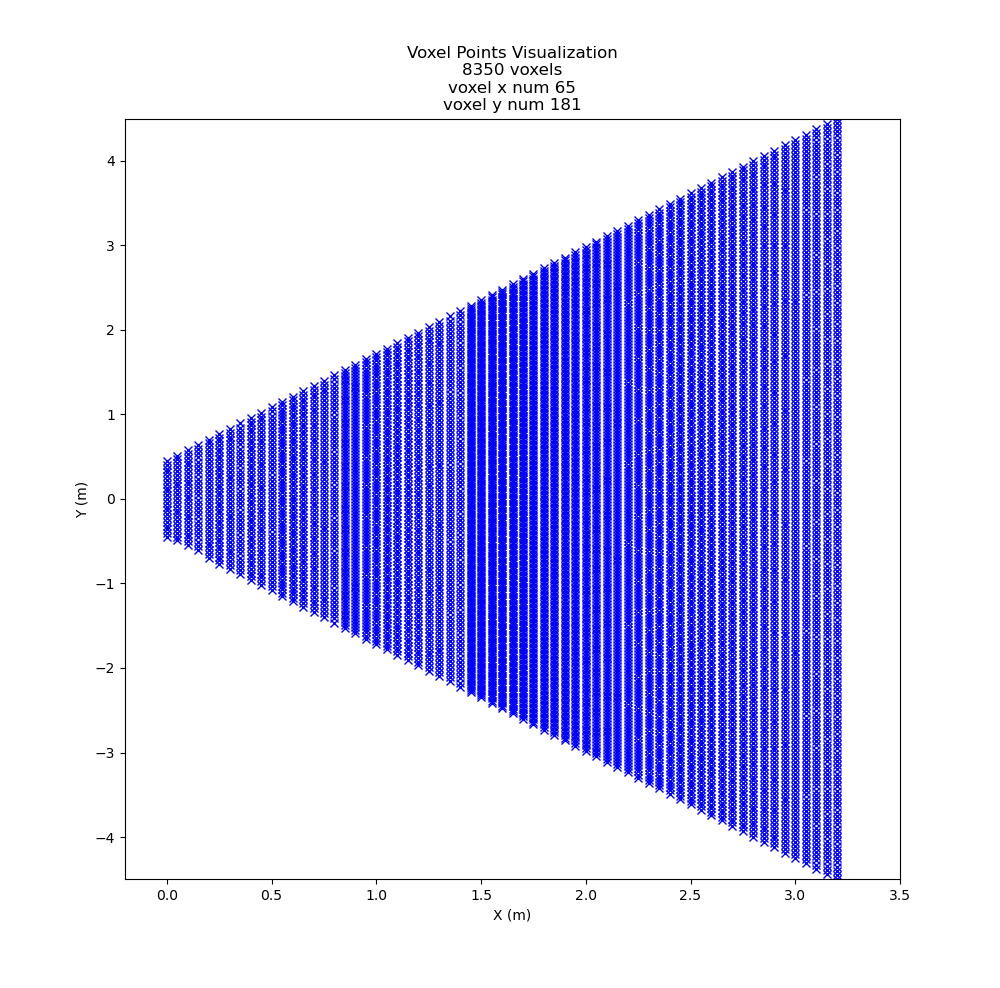 Voxel Points Visualization
8350 voxels
voxel x num 65
voxel y num 181
4
3
2
1
0
−1
−2
−3
−4
Y (m)
0.0 0.5 1.0 1.5 2.0 2.5 3.0 3.5
X (m)